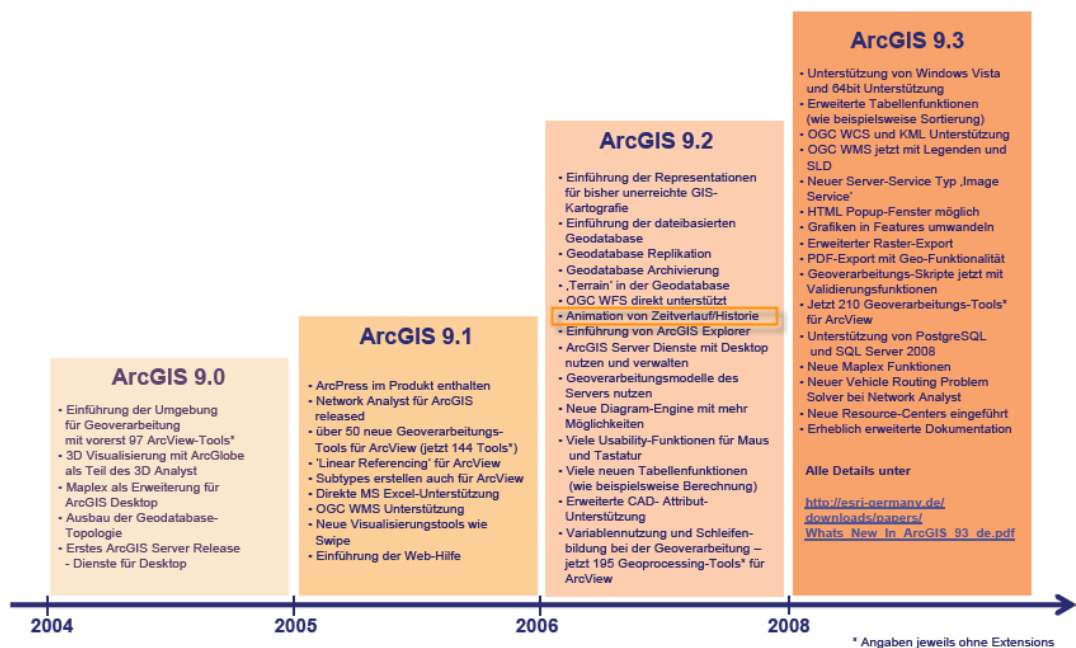 ArcGIS 9.0
- Einführung der Umgebung
für Geoverarbeitung
mit vorerst 97 ArcView-Tools*
- 3D Visualisierung mit ArcGlobe
als Teil des 3D Analyst
- Maplex als Erweiterung für
ArcGIS Desktop
- Ausbau der Geodatabase-
Topologie
- Erstes ArcGIS Server Release
- Dienste für Desktop
ArcGIS 9.1
- ArcPress im Produkt enthalten
- Network Analyst für ArcGIS
released
- über 50 neue Geoverarbeitungs-
Tools für ArcView (jetzt 144 Tools*)
- 'Linear Referencing' für ArcView
- Subtypes erstellen auch für ArcView
- Direkte MS Excel-Unterstützung
- OGC WMS Unterstützung
- Neue Visualisierungstools wie
Swipe
- Einführung der Web-Hilfe
ArcGIS 9.2
- Einführung der Representationen
für bisher unerreichte GIS-
Kartografie
- Einführung der dateibasierten
Geodatabase
- Geodatabase Replikation
- Geodatabase Archivierung
- ‚Terrain' in der Geodatabase
- OGC WFS direkt unterstützt
- Animation von Zeitverlauf/Historie
- Einführung von ArcGIS Explorer
- ArcGIS Server Dienste mit Desktop
nutzen und verwalten
- Geoverarbeitungsmodelle des
Servers nutzen
- Neue Diagram-Engine mit mehr
Möglichkeiten
- Viele Usability-Funktionen für Maus
und Tastatur
- Viele neuen Tabellenfunktionen
(wie beispielsweise Berechnung)
- Erweiterte CAD- Attribut-
Unterstützung
- Variablennutzung und Schleifen-
bildung bei der Geoverarbeitung –
jetzt 195 Geoprocessing-Tools* für
ArcView
ArcGIS 9.3
- Unterstützung von Windows Vista
und 64bit Unterstützung
- Erweiterte Tabellenfunktionen
(wie beispielsweise Sortierung)
- OGC WCS und KML Unterstützung
- OGC WMS jetzt mit Legenden und
SLD
- Neuer Server-Service Typ ‚Image
Service'
- HTML Popup-Fenster möglich
- Grafiken in Features umwandeln
- Erweiterter Raster-Export
- PDF-Export mit Geo-Funktionalität
- Geoverarbeitungs-Skripte jetzt mit
Validierungsfunktionen
- Jetzt 210 Geoverarbeitungs-Tools*
für ArcView
- Unterstützung von PostgreSQL
und SQL Server 2008
- Neue Maplex Funktionen
- Neuer Vehicle Routing Problem
Solver bei Network Analyst
- Neue Resource-Centers eingeführt
- Erheblich erweiterte Dokumentation
Alle Details unter
http://esri-germany.de/
downloads/papers/
Whats_New_In_ArcGIS_93_de.pdf
2004
2005
2006
2008
* Angaben jeweils ohne Extensions